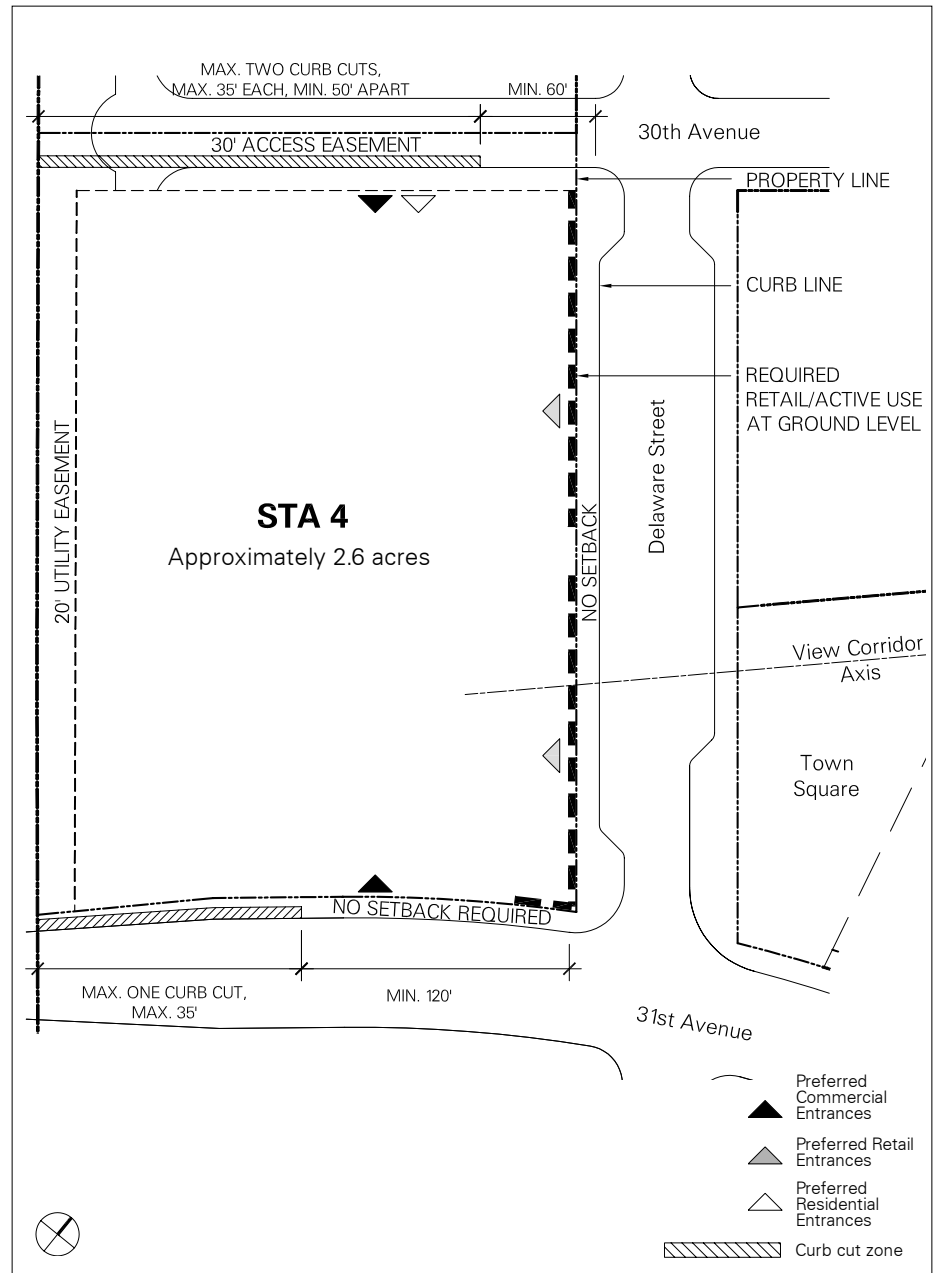 MAX. TWO CURB CUTS,
MAX. 35' EACH, MIN. 50' APART
MIN. 60'
30th Avenue
30' ACCESS EASEMENT
PROPERTY LINE
CURB LINE
REQUIRED
RETAIL/ACTIVE USE
AT GROUND LEVEL
Delaware Street
20' UTILITY EASEMENT
STA 4
Approximately 2.6 acres
NO SETBACK
View Corridor
Axis
Town
Square
NO SETBACK REQUIRED
MAX. ONE CURB CUT,
MAX. 35'
MIN. 120'
31st Avenue
Preferred
Commercial
Entrances
Preferred Retail
Entrances
Preferred
Residential
Entrances
Curb cut zone